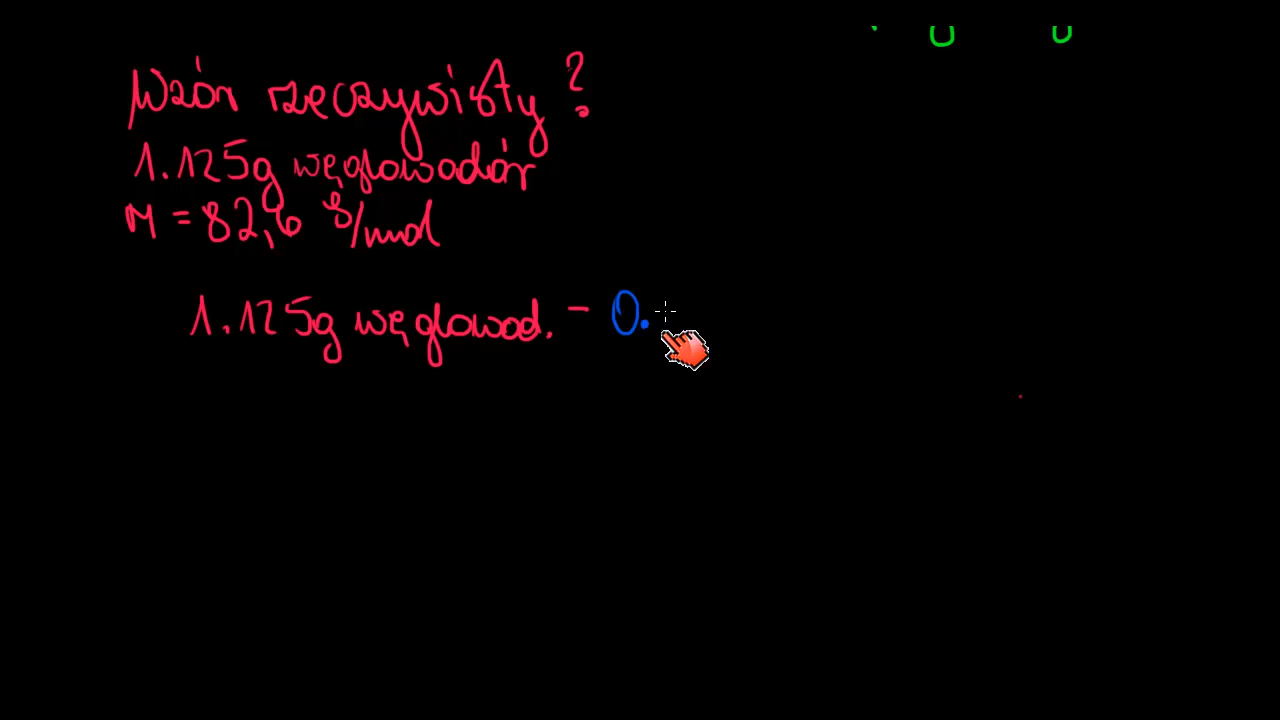 Wzór rzeczywisty?
1.125g węglowodór
M = 82,6 g/mol
1.125g węglowod. - 0.